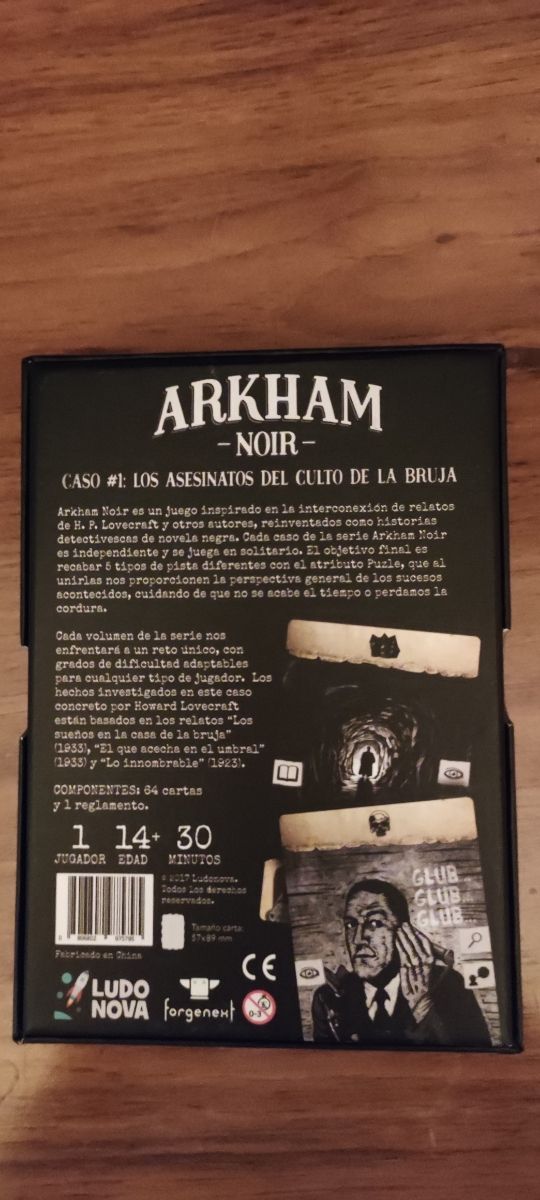 ARKHAM
-NOIR-
CASO #1: LOS ASESINATOS DEL CULTO DE LA BRUJA
Arkham Noir es un juego inspirado en la interconexión de relatos
de H. P. Lovecraft y otros autores, reinventados como historias
detectivescas de novela negra. Cada caso de la serie Arkham Noir
es independiente y se juega en solitario. El objetivo final es
recabar 5 tipos de pista diferentes con el atributo Puzle, que al
unirlas nos proporcionen la perspectiva general de los sucesos
acontecidos, cuidando de que no se acabe el tiempo o perdamos la
cordura.
Cada volumen de la serie nos
enfrentará a un reto único, con
grados de dificultad adaptables
para cualquier tipo de jugador. Los
hechos investigados en este caso
concreto por Howard Lovecraft
están basados en los relatos "Los
sueños en la casa de la bruja"
(1933), "El que acecha en el umbral"
(1933) y "Lo innombrable" (1923).
COMPONENTES: 64 cartas
y 1 reglamento.
1 14+ 30
JUGADOR EDAD MINUTOS
© 2017 Ludonova.
Todos los derechos
reservados.
Tamaño carta:
57x89 mm
Fabricado en China
LUDO
NOVA
forgenext
CE
0-3
GLUB...
GLUB...
GLUB...